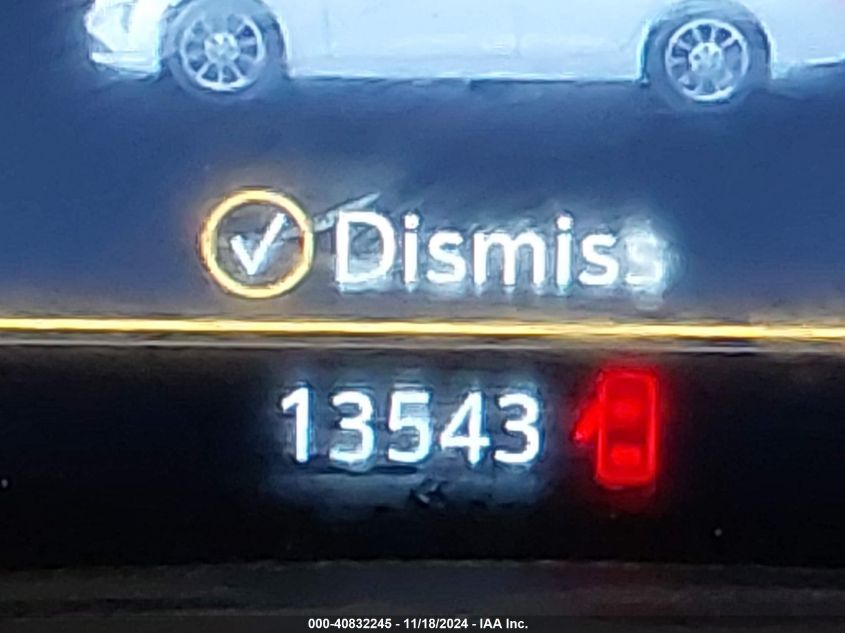 Dismiss
13543
000-40832245 - 11/18/2024 - IAA Inc.